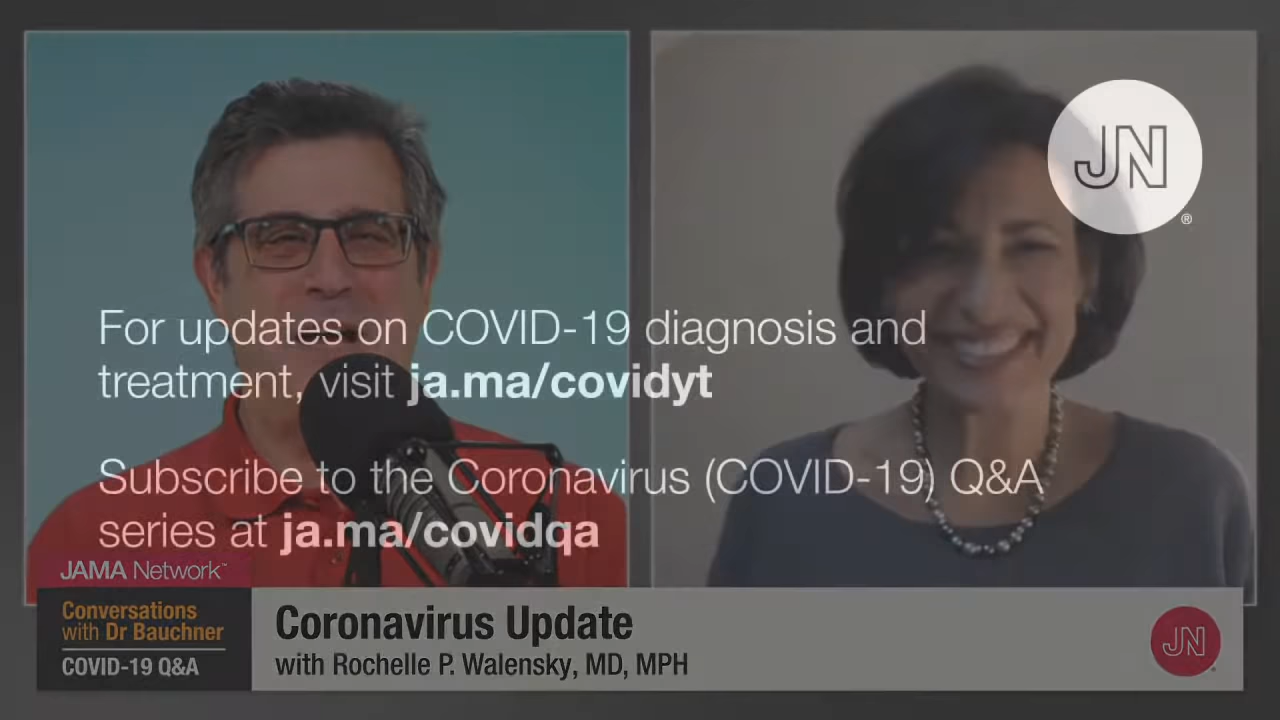 JN
®
For updates on COVID-19 diagnosis and
treatment, visit ja.ma/covidyt
Subscribe to the Coronavirus (COVID-19) Q&A
series at ja.ma/covidqa
JAMA Network™
Conversations
with Dr Bauchner
COVID-19 Q&A
Coronavirus Update
with Rochelle P. Walensky, MD, MPH
JN